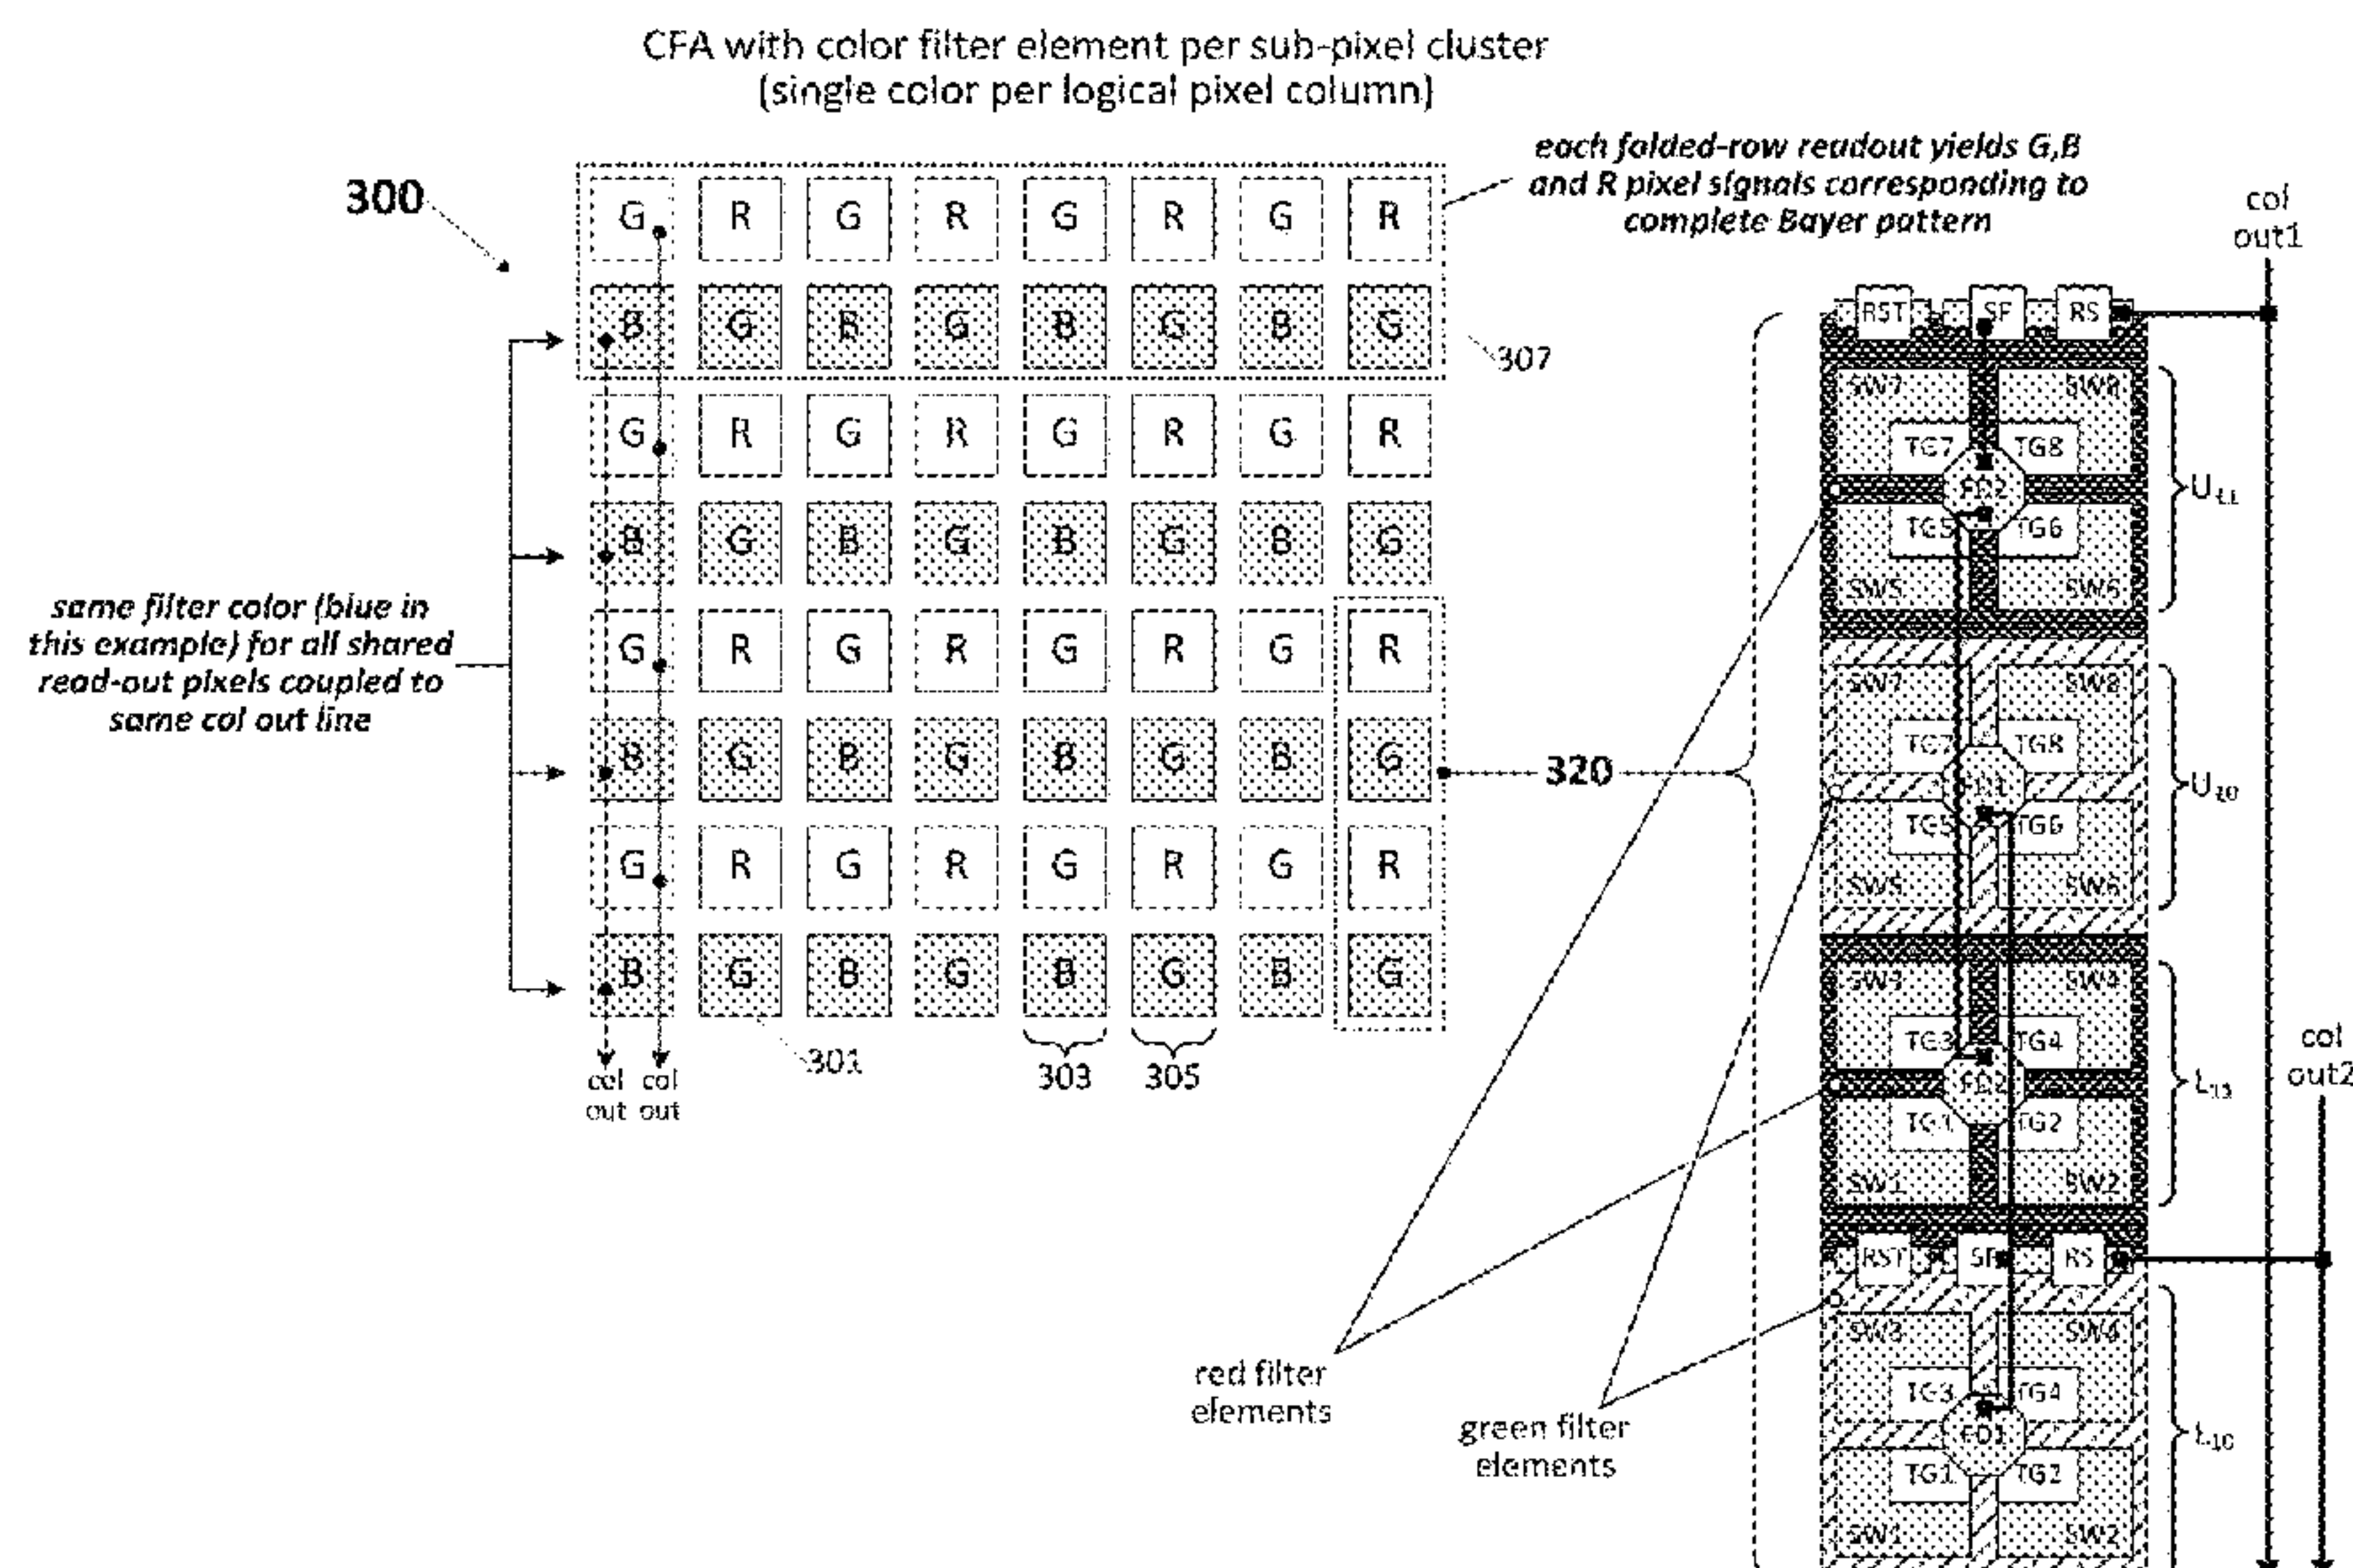 CFA with color filter element per sub-pixel cluster
(single color per logical pixel column)
each folded-row readout yields G,B
and R pixel signals corresponding to
complete Bayer pattern
300
G R G R G R G R
B G B G B G B G
307
G R G R G R G R
B G B G B G B G
G R G R G R G R
B G B G B G B G
G R G R G R G R
B G B G B G B G
same filter color (blue in
this example) for all shared
read-out pixels coupled to
same col out line
col out
col out
301
303
305
320
col
out1
RST SF RS
SW7 SW8
TG7 TG8
FD2
TG5 TG6
SW5 SW6
U11
SW7 SW8
TG7 TG8
FD1
TG5 TG6
SW5 SW6
U10
SW3 SW4
TG3 TG4
FD2
TG1 TG2
SW1 SW2
L11
col
out2
RST SF RS
SW3 SW4
TG3 TG4
FD1
TG1 TG2
SW1 SW2
L10
red filter
elements
green filter
elements